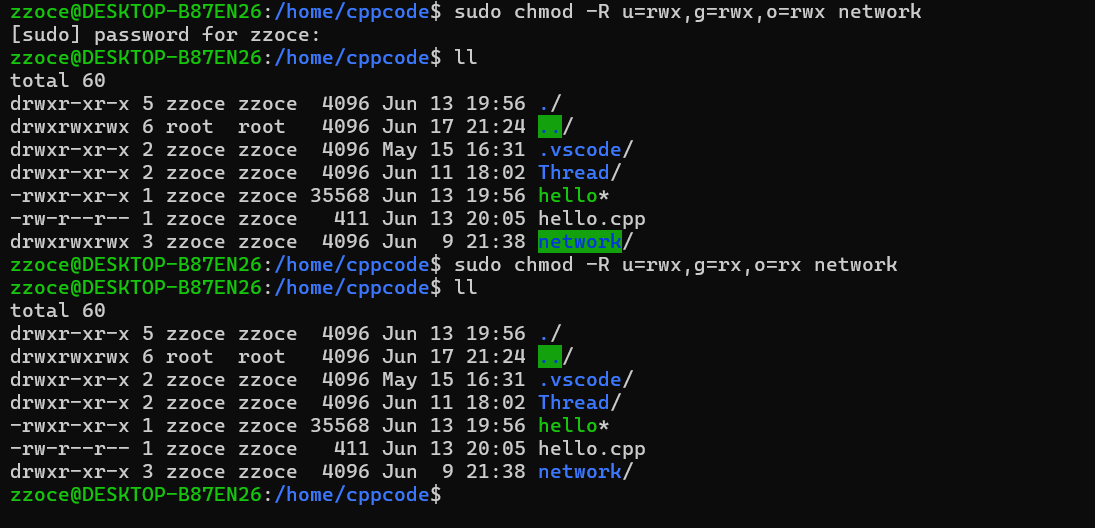 zzoce@DESKTOP-B87EN26:/home/cppcode$ sudo chmod -R u=rwx,g=rwx,o=rwx network
[sudo] password for zzoce:
zzoce@DESKTOP-B87EN26:/home/cppcode$ ll
total 60
drwxr-xr-x 5 zzoce zzoce  4096 Jun 13 19:56 ./
drwxrwxrwx 6 root  root   4096 Jun 17 21:24 ../
drwxr-xr-x 2 zzoce zzoce  4096 May 15 16:31 .vscode/
drwxr-xr-x 2 zzoce zzoce  4096 Jun 11 18:02 Thread/
-rwxr-xr-x 1 zzoce zzoce 35568 Jun 13 19:56 hello*
-rw-r--r-- 1 zzoce zzoce   411 Jun 13 20:05 hello.cpp
drwxrwxrwx 3 zzoce zzoce  4096 Jun  9 21:38 network/
zzoce@DESKTOP-B87EN26:/home/cppcode$ sudo chmod -R u=rwx,g=rx,o=rx network
zzoce@DESKTOP-B87EN26:/home/cppcode$ ll
total 60
drwxr-xr-x 5 zzoce zzoce  4096 Jun 13 19:56 ./
drwxrwxrwx 6 root  root   4096 Jun 17 21:24 ../
drwxr-xr-x 2 zzoce zzoce  4096 May 15 16:31 .vscode/
drwxr-xr-x 2 zzoce zzoce  4096 Jun 11 18:02 Thread/
-rwxr-xr-x 1 zzoce zzoce 35568 Jun 13 19:56 hello*
-rw-r--r-- 1 zzoce zzoce   411 Jun 13 20:05 hello.cpp
drwxr-xr-x 3 zzoce zzoce  4096 Jun  9 21:38 network/
zzoce@DESKTOP-B87EN26:/home/cppcode$